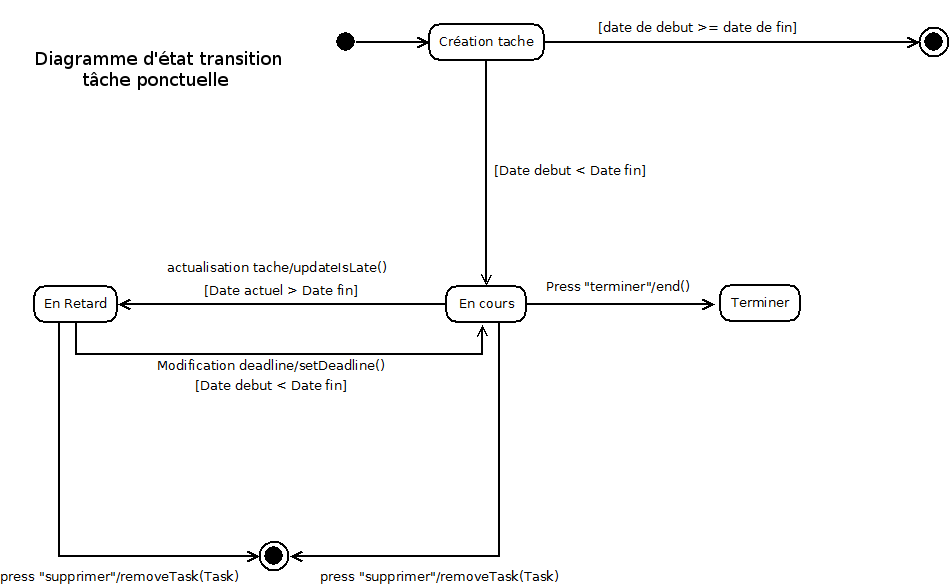 [date de debut >= date de fin]
Création tache
Diagramme d'état transition
tâche ponctuelle
[Date debut < Date fin]
actualisation tache/updateIsLate()
[Date actuel > Date fin]
Press "terminer"/end()
En Retard
En cours
Terminer
Modification deadline/setDeadline()
[Date debut < Date fin]
press "supprimer"/removeTask(Task)
press "supprimer"/removeTask(Task)